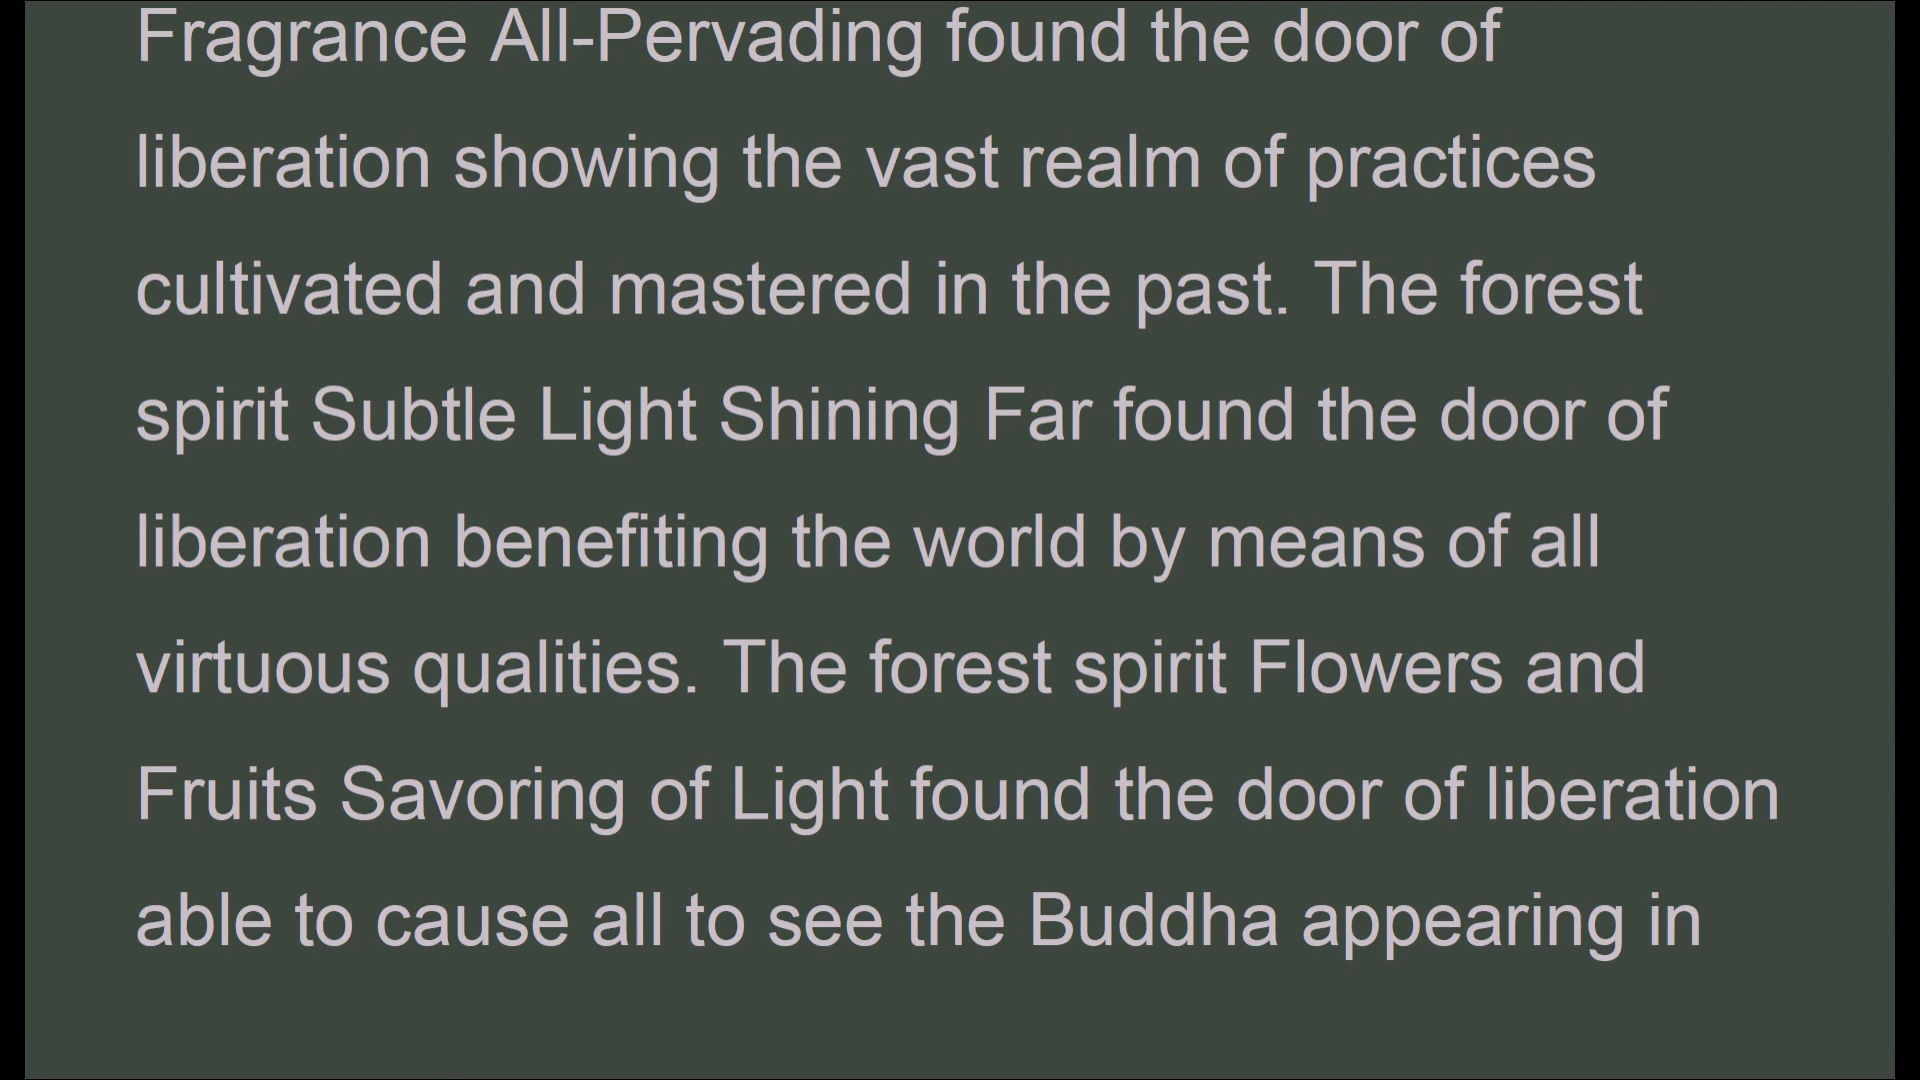 Fragrance All-Pervading found the door of
liberation showing the vast realm of practices
cultivated and mastered in the past. The forest
spirit Subtle Light Shining Far found the door of
liberation benefiting the world by means of all
virtuous qualities. The forest spirit Flowers and
Fruits Savoring of Light found the door of liberation
able to cause all to see the Buddha appearing in